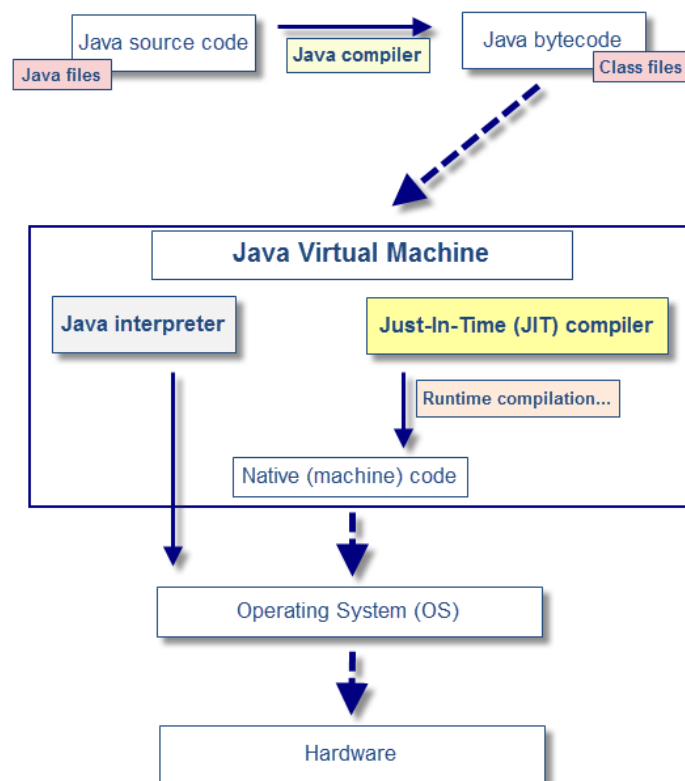 Java source code
Java files
Java compiler
Java bytecode
Class files
Java Virtual Machine
Java interpreter
Just-In-Time (JIT) compiler
Runtime compilation...
Native (machine) code
Operating System (OS)
Hardware